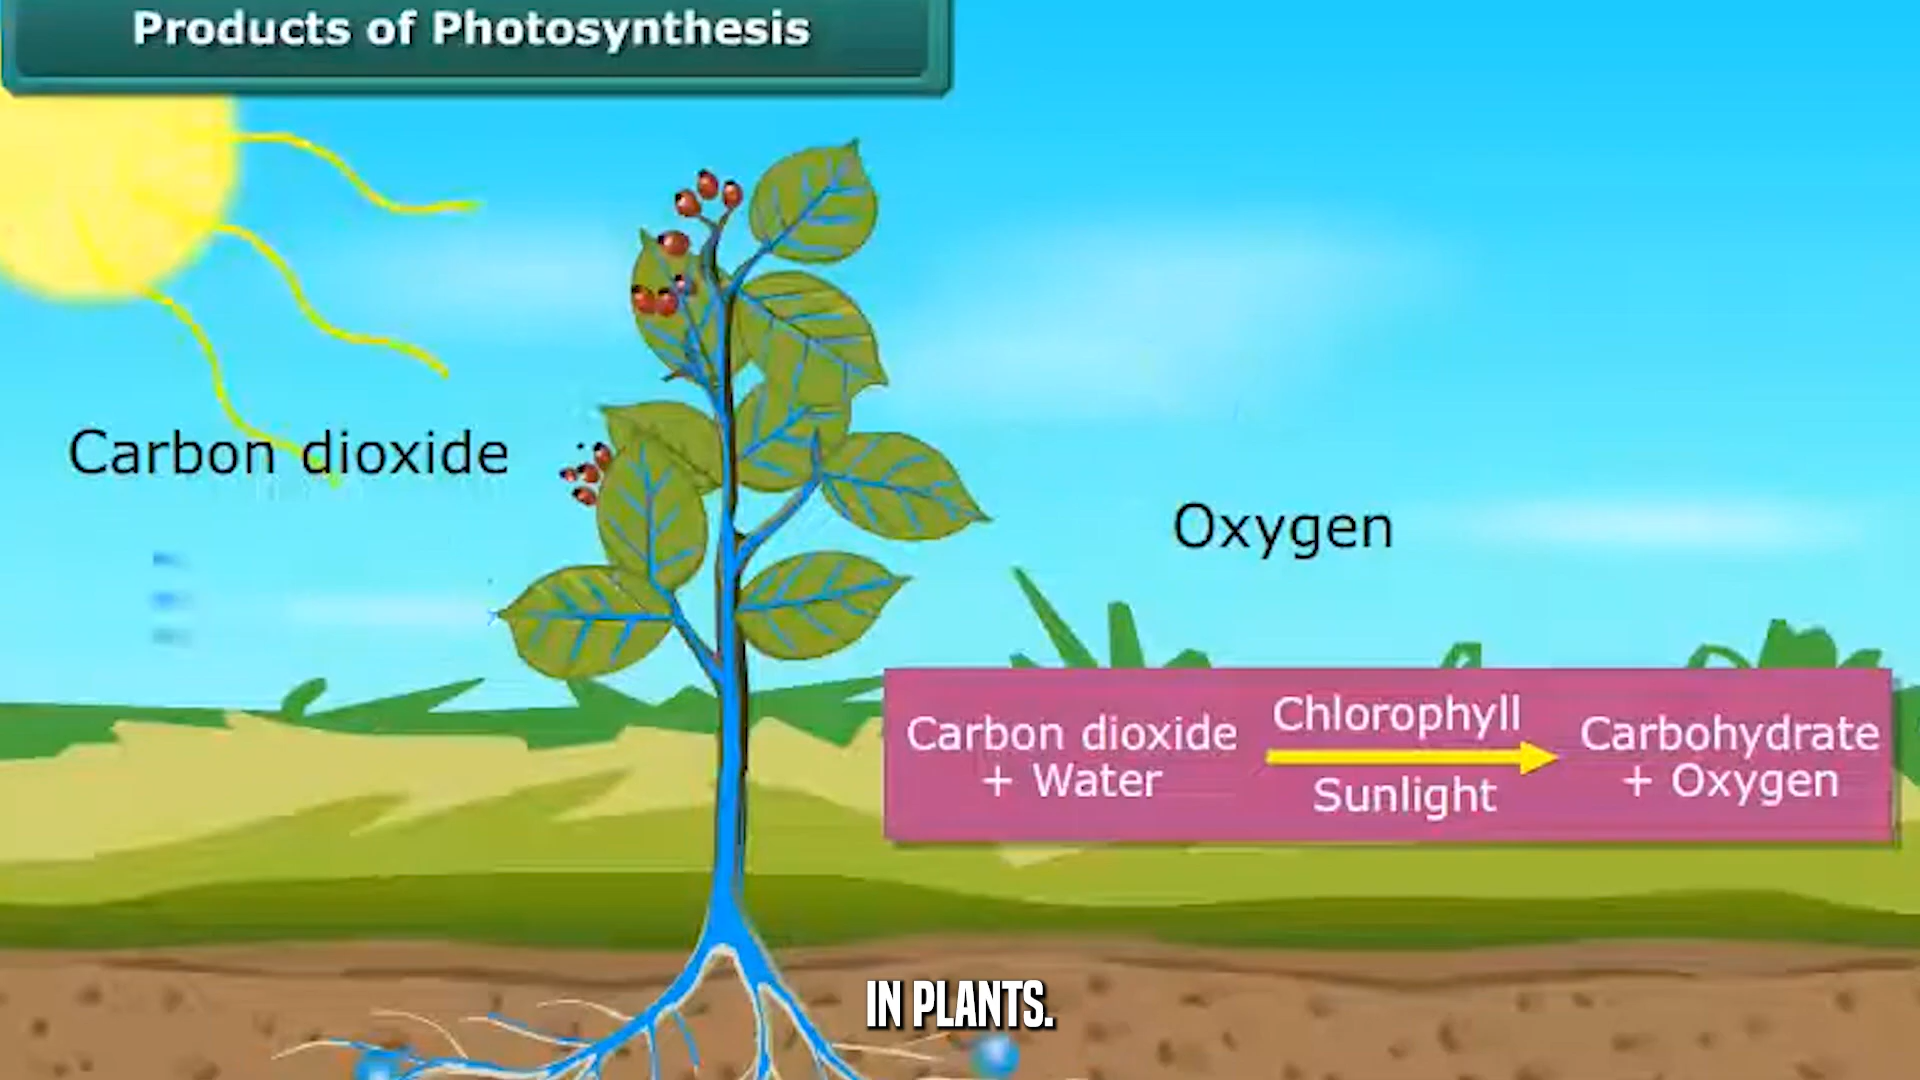 Products of Photosynthesis
Carbon dioxide
Oxygen
Carbon dioxide
+ Water
Chlorophyll
Sunlight
Carbohydrate
+ Oxygen
IN PLANTS.